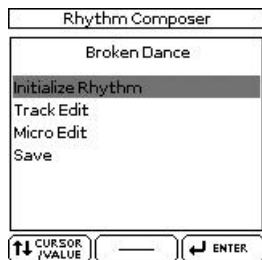 Rhythm Composer
Broken Dance
Initialize Rhythm
Track Edit
Micro Edit
Save
CURSOR
/VALUE
ENTER